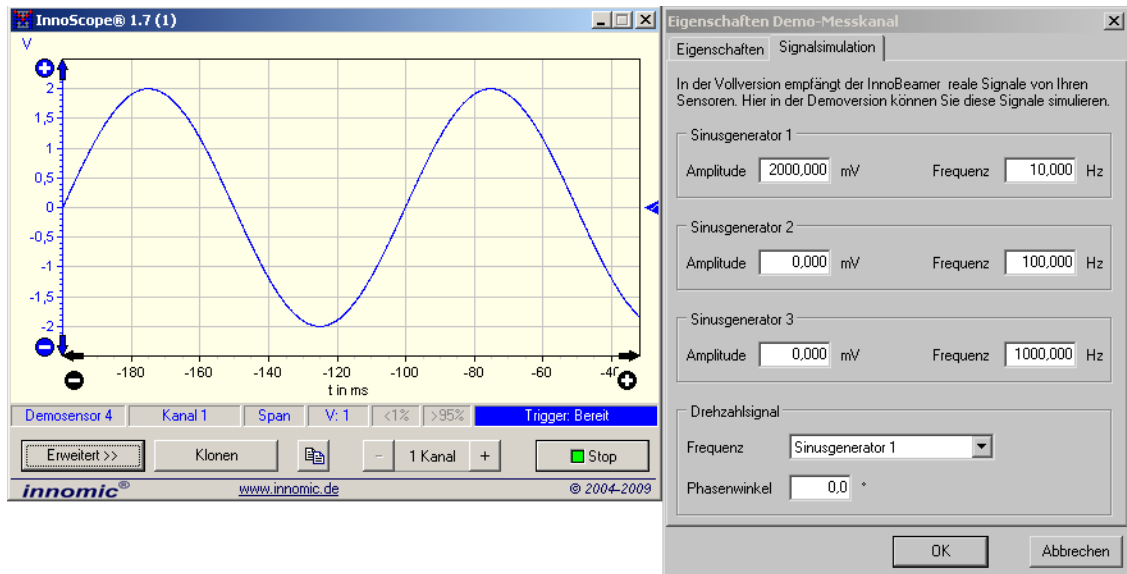 InnoScope® 1.7 (1)
V
2
1,5
1
0,5
0
-0,5
-1
-1,5
-2
-180 -160 -140 -120 -100 -80 -60
t in ms
Demosensor 4 Kanal 1 Span V: 1 <1% >95% Trigger: Bereit
Erweitert >> Klonen - 1 Kanal + Stop
innomic® www.innomic.de © 2004-2009
Eigenschaften Demo-Messkanal
Eigenschaften Signalsimulation
In der Vollversion empfängt der InnoBeamer reale Signale von Ihren
Sensoren. Hier in der Demoversion können Sie diese Signale simulieren.
Sinusgenerator 1
Amplitude 2000,000 mV Frequenz 10,000 Hz
Sinusgenerator 2
Amplitude 0,000 mV Frequenz 100,000 Hz
Sinusgenerator 3
Amplitude 0,000 mV Frequenz 1000,000 Hz
Drehzahlsignal
Frequenz Sinusgenerator 1
Phasenwinkel 0,0 °
OK Abbrechen